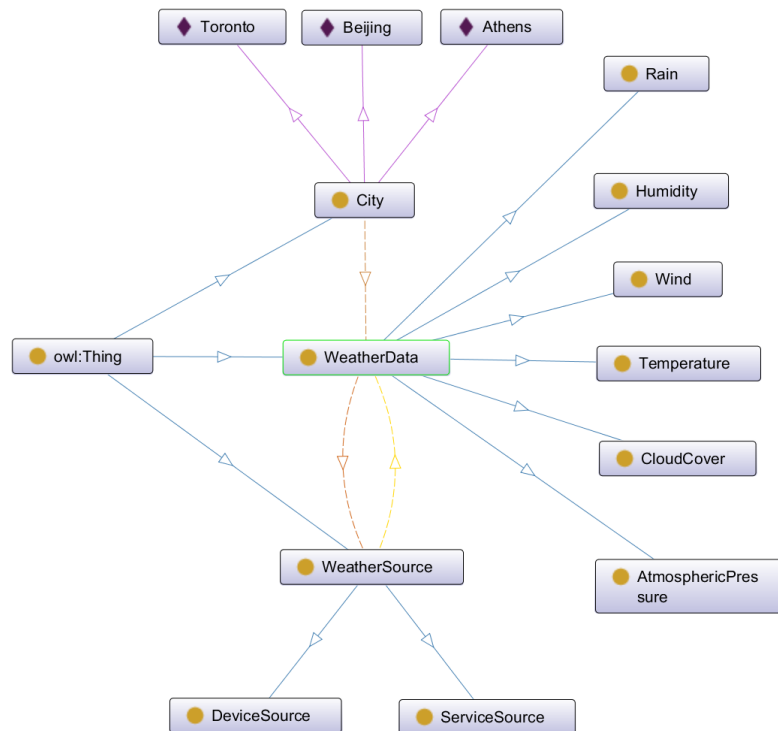 Toronto
Beijing
Athens
Rain
Humidity
City
Wind
owl:Thing
WeatherData
Temperature
CloudCover
WeatherSource
AtmosphericPres
sure
DeviceSource
ServiceSource